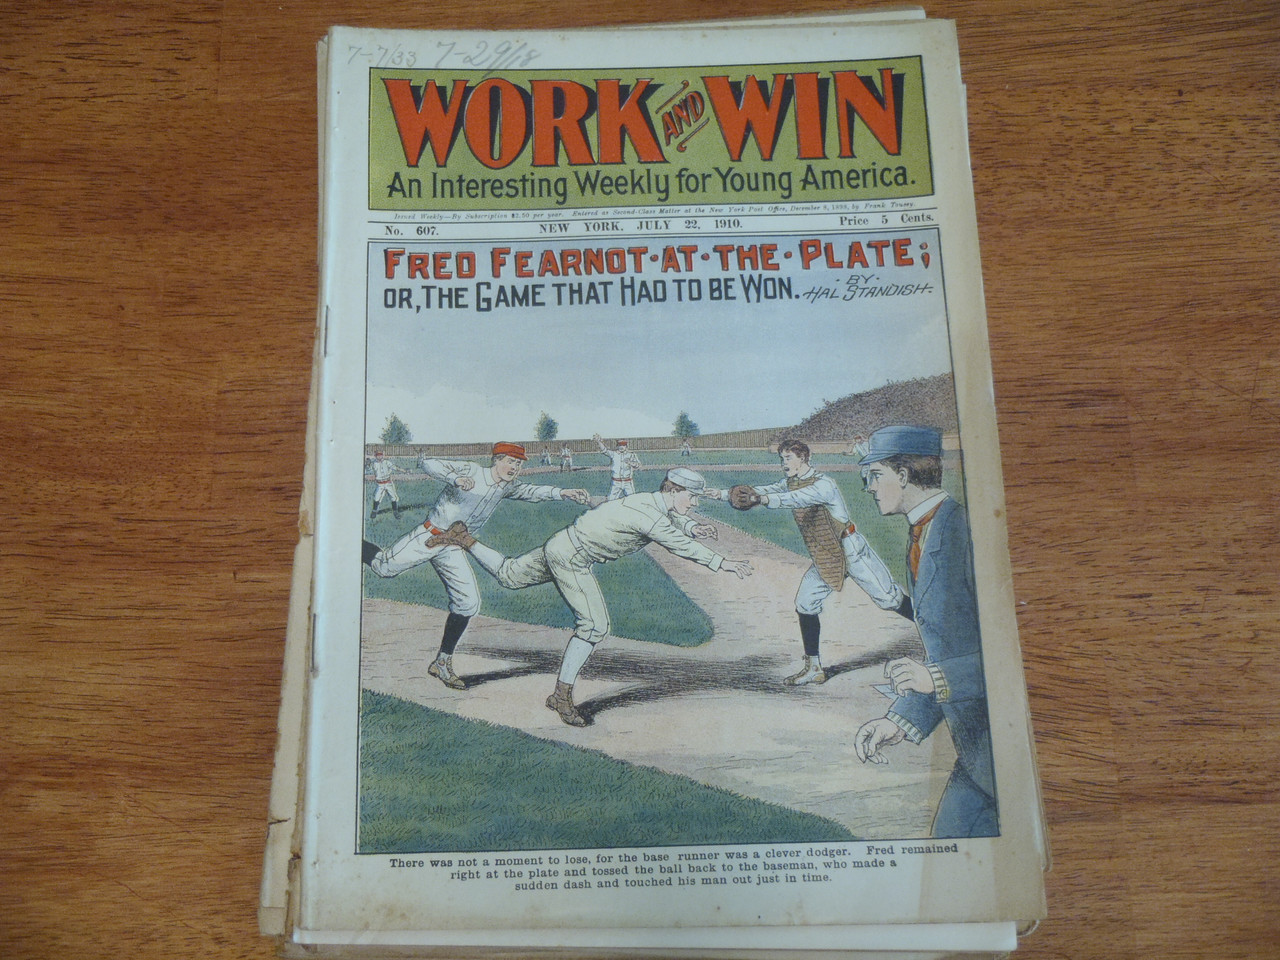 7-7/33 7-29/18
WORK AND WIN
An Interesting Weekly for Young America.
Issued Weekly—By Subscription $2.50 per year. Entered as Second-Class Matter at the New York Post Office, December 8, 1898, by Frank Tousey.
No. 607. NEW YORK, JULY 22, 1910. Price 5 Cents.
FRED FEARNOT·AT·THE·PLATE;
OR, THE GAME THAT HAD TO BE WON. ·BY· HAL STANDISH.
There was not a moment to lose, for the base runner was a clever dodger. Fred remained
right at the plate and tossed the ball back to the baseman, who made a
sudden dash and touched his man out just in time.